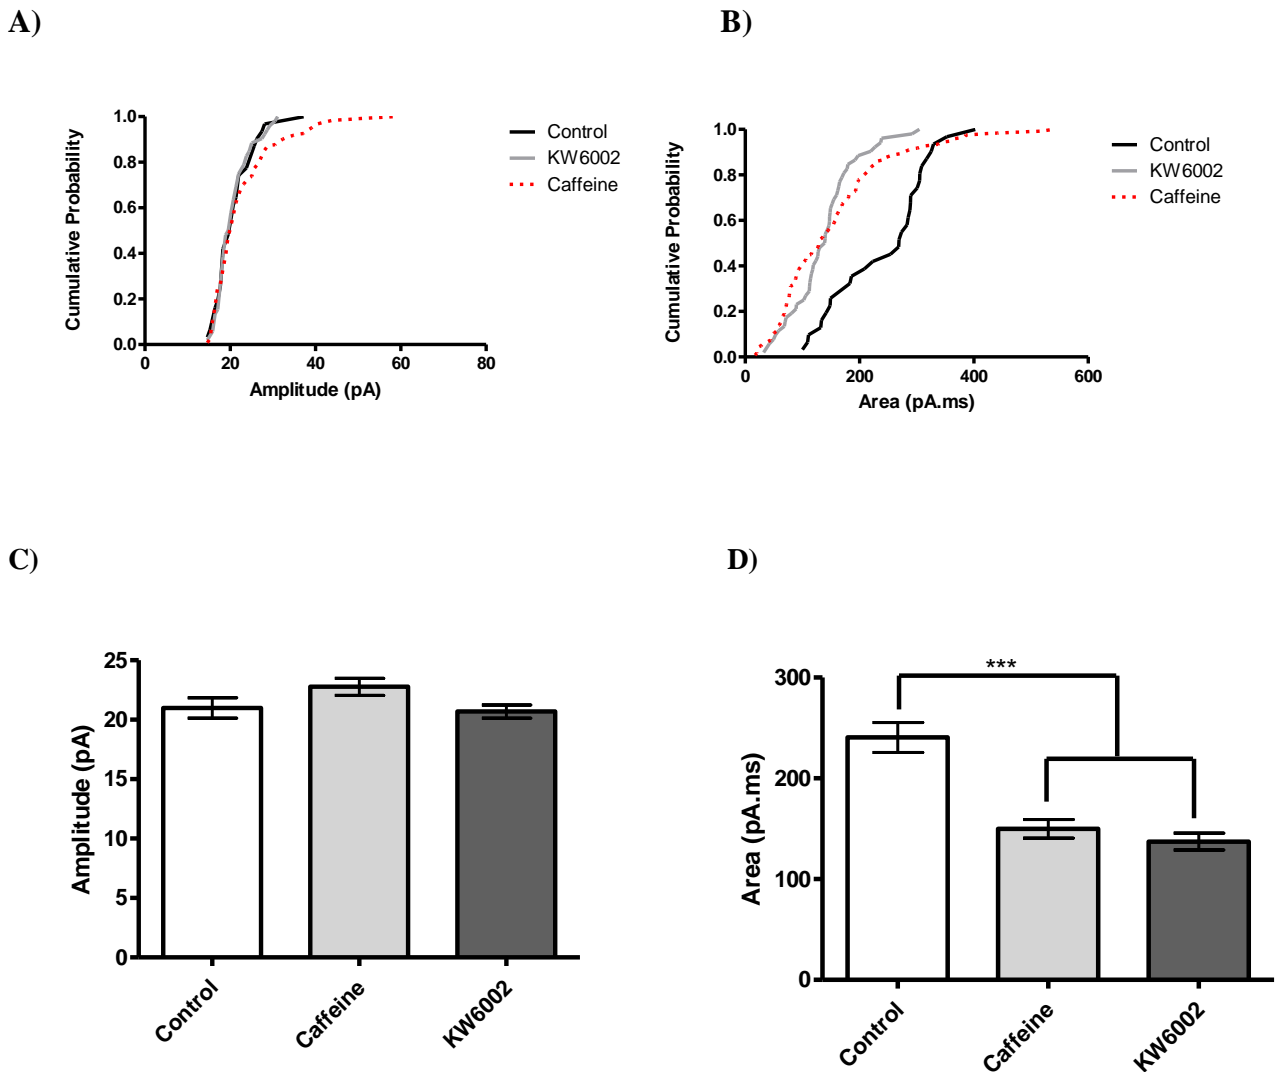 A)
B)
1.0
0.8
0.6
0.4
0.2
0.0
0
20
40
60
80
Cumulative Probability
Amplitude (pA)
Control
KW6002
Caffeine
1.0
0.8
0.6
0.4
0.2
0.0
0
200
400
600
Cumulative Probability
Area (pA.ms)
Control
KW6002
Caffeine
C)
D)
25
20
15
10
5
0
Amplitude (pA)
Control
Caffeine
KW6002
***
300
200
100
0
Area (pA.ms)
Control
Caffeine
KW6002